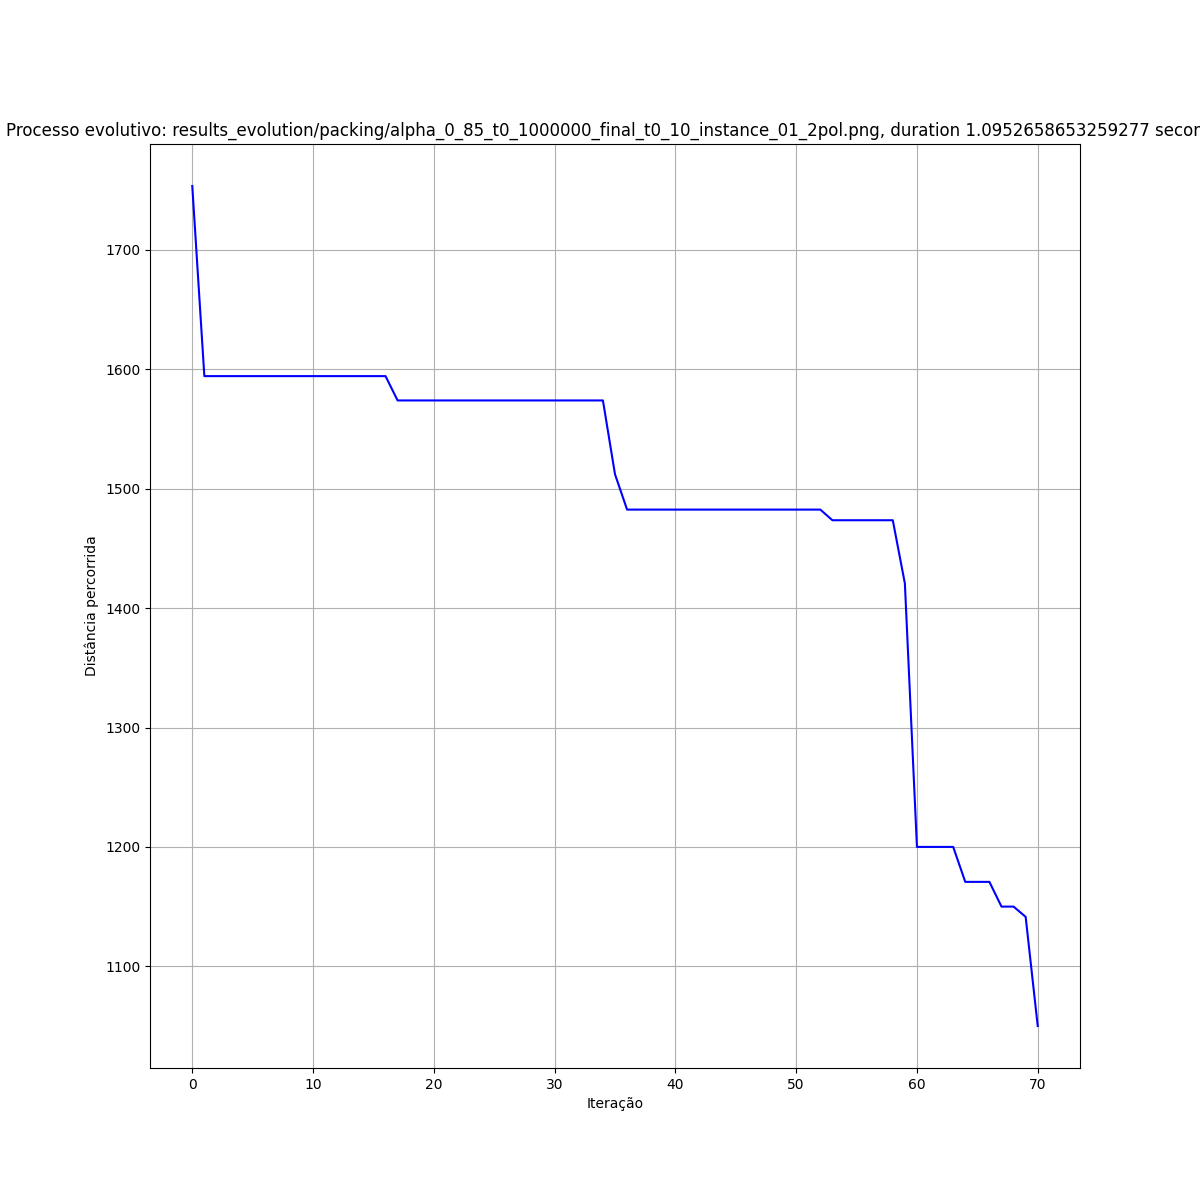 Processo evolutivo: results_evolution/packing/alpha_0_85_t0_1000000_final_t0_10_instance_01_2pol.png, duration 1.0952658653259277 secor
1700
1600
1500
1400
1300
1200
1100
Distância percorrida
0 10 20 30 40 50 60 70
Iteração